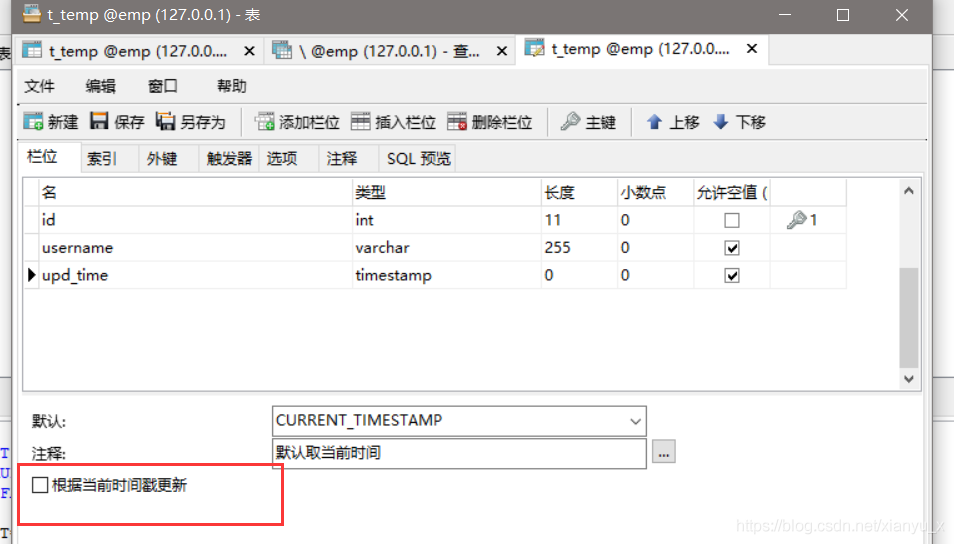 t_temp @emp (127.0.0.1) - 表
表
t_temp @emp (127.0.0.... \ @emp (127.0.0.1) - 查... t_temp @emp (127.0.0....
文件 编辑 窗口 帮助
新建 保存 另存为 添加栏位 插入栏位 删除栏位 主键 上移 下移
栏位 索引 外键 触发器 选项 注释 SQL 预览
名 类型 长度 小数点 允许空值 (
id int 11 0 1
username varchar 255 0
upd_time timestamp 0 0
默认: CURRENT_TIMESTAMP
注释: 默认取当前时间 ...
根据当前时间戳更新
T
U
F
T
https://blog.csdn.net/xianyu_x